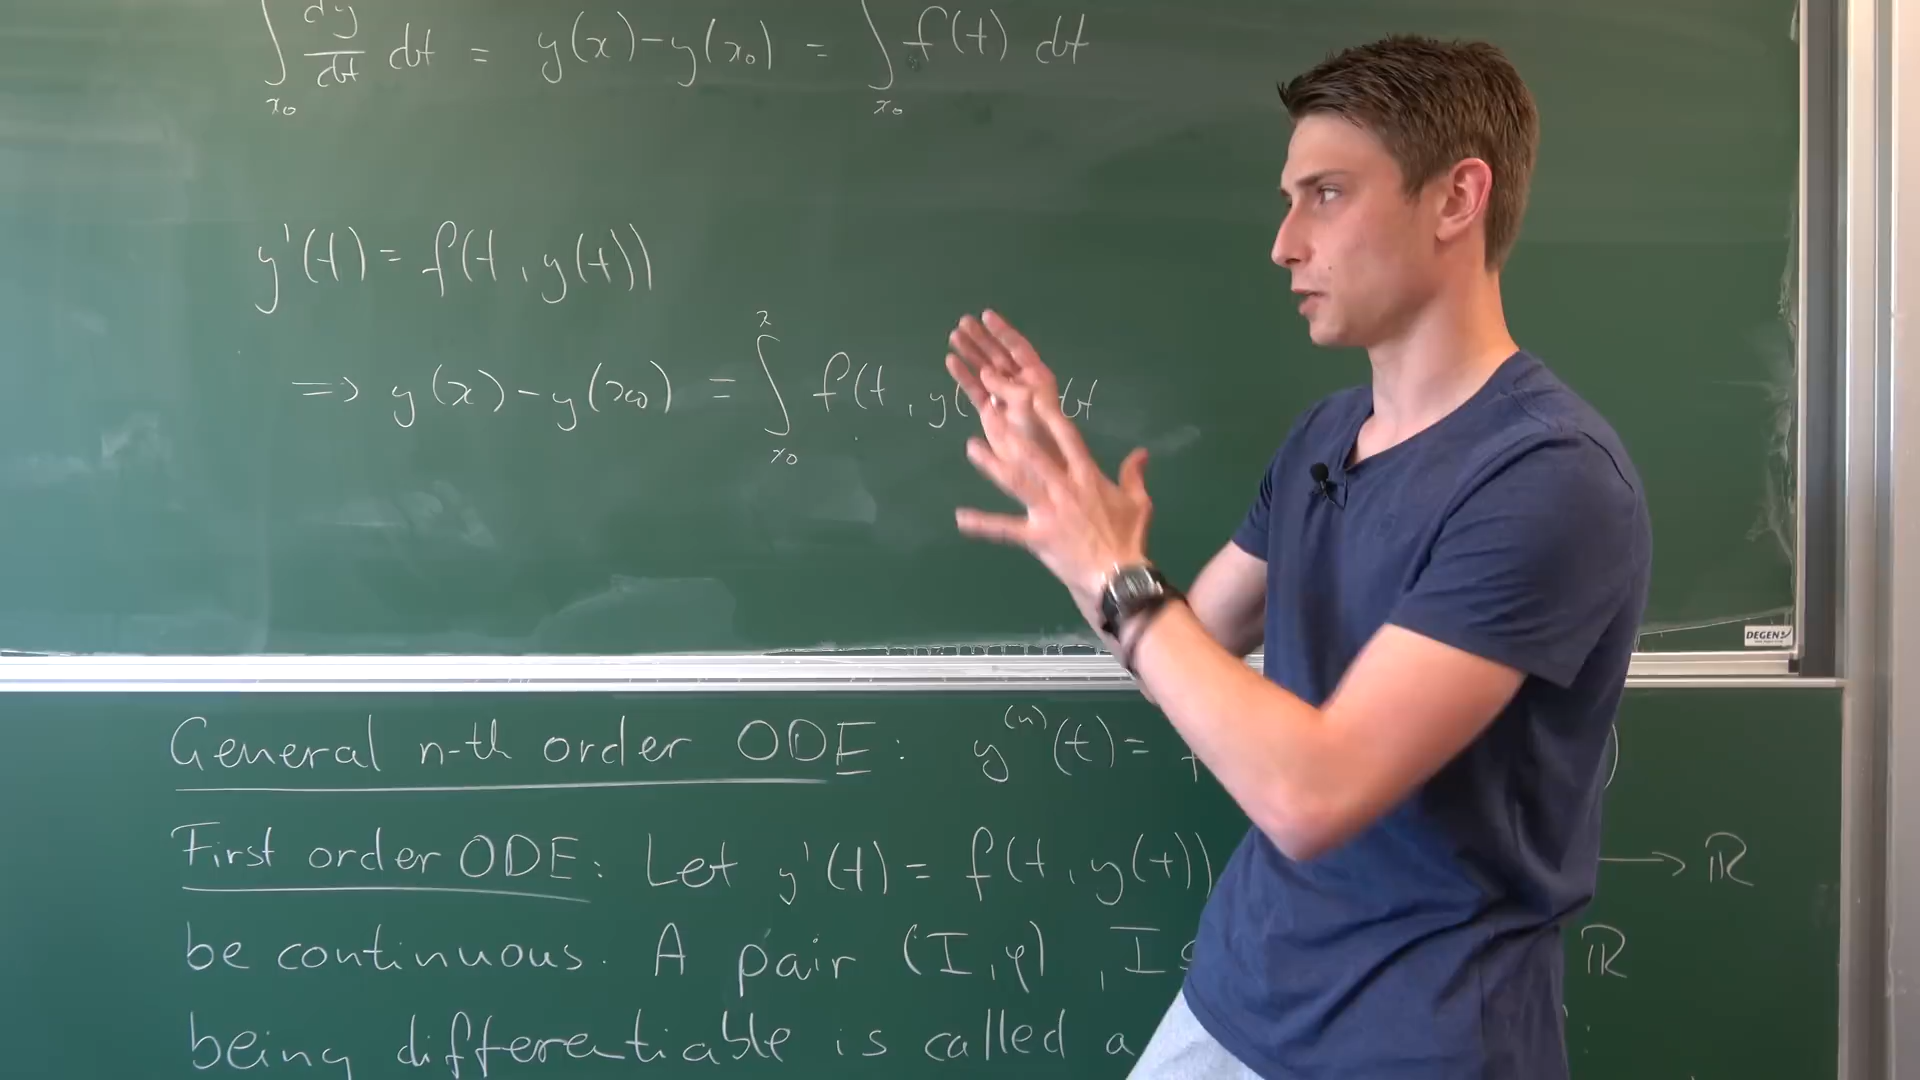 ∫ dy/dt dt = y(x) - y(x₀) = ∫ f(t) dt
x₀ x₀
y'(t) = f(t, y(t))
x
⇒ y(x) - y(x₀) = ∫ f(t, y( dt
x₀
DEGEN
General n-th order ODE: y⁽ⁿ⁾(t) = )
First order ODE: Let y'(t) = f(t, y(t)) → ℝ
be continuous. A pair (I, φ), I ℝ
being differentiable is called a :